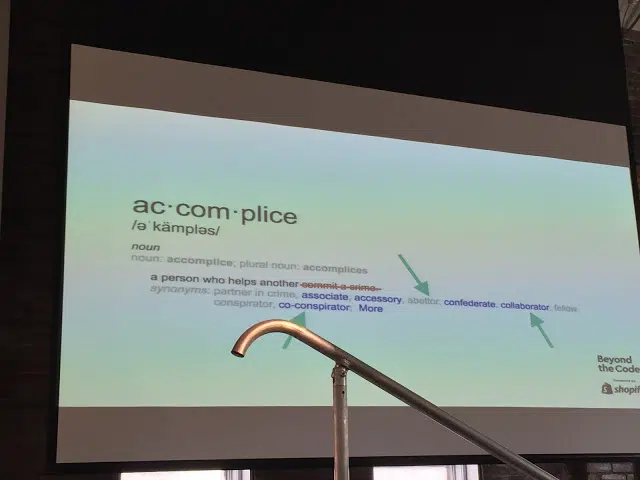 ac·com·plice
/əˈkämpləs/
noun
noun: accomplice; plural noun: accomplices
a person who helps another commit a crime.
synonyms: partner in crime, associate, accessory, abettor, confederate, collaborator, fellow
conspirator, co-conspirator; More
Beyond
the Code
shopif